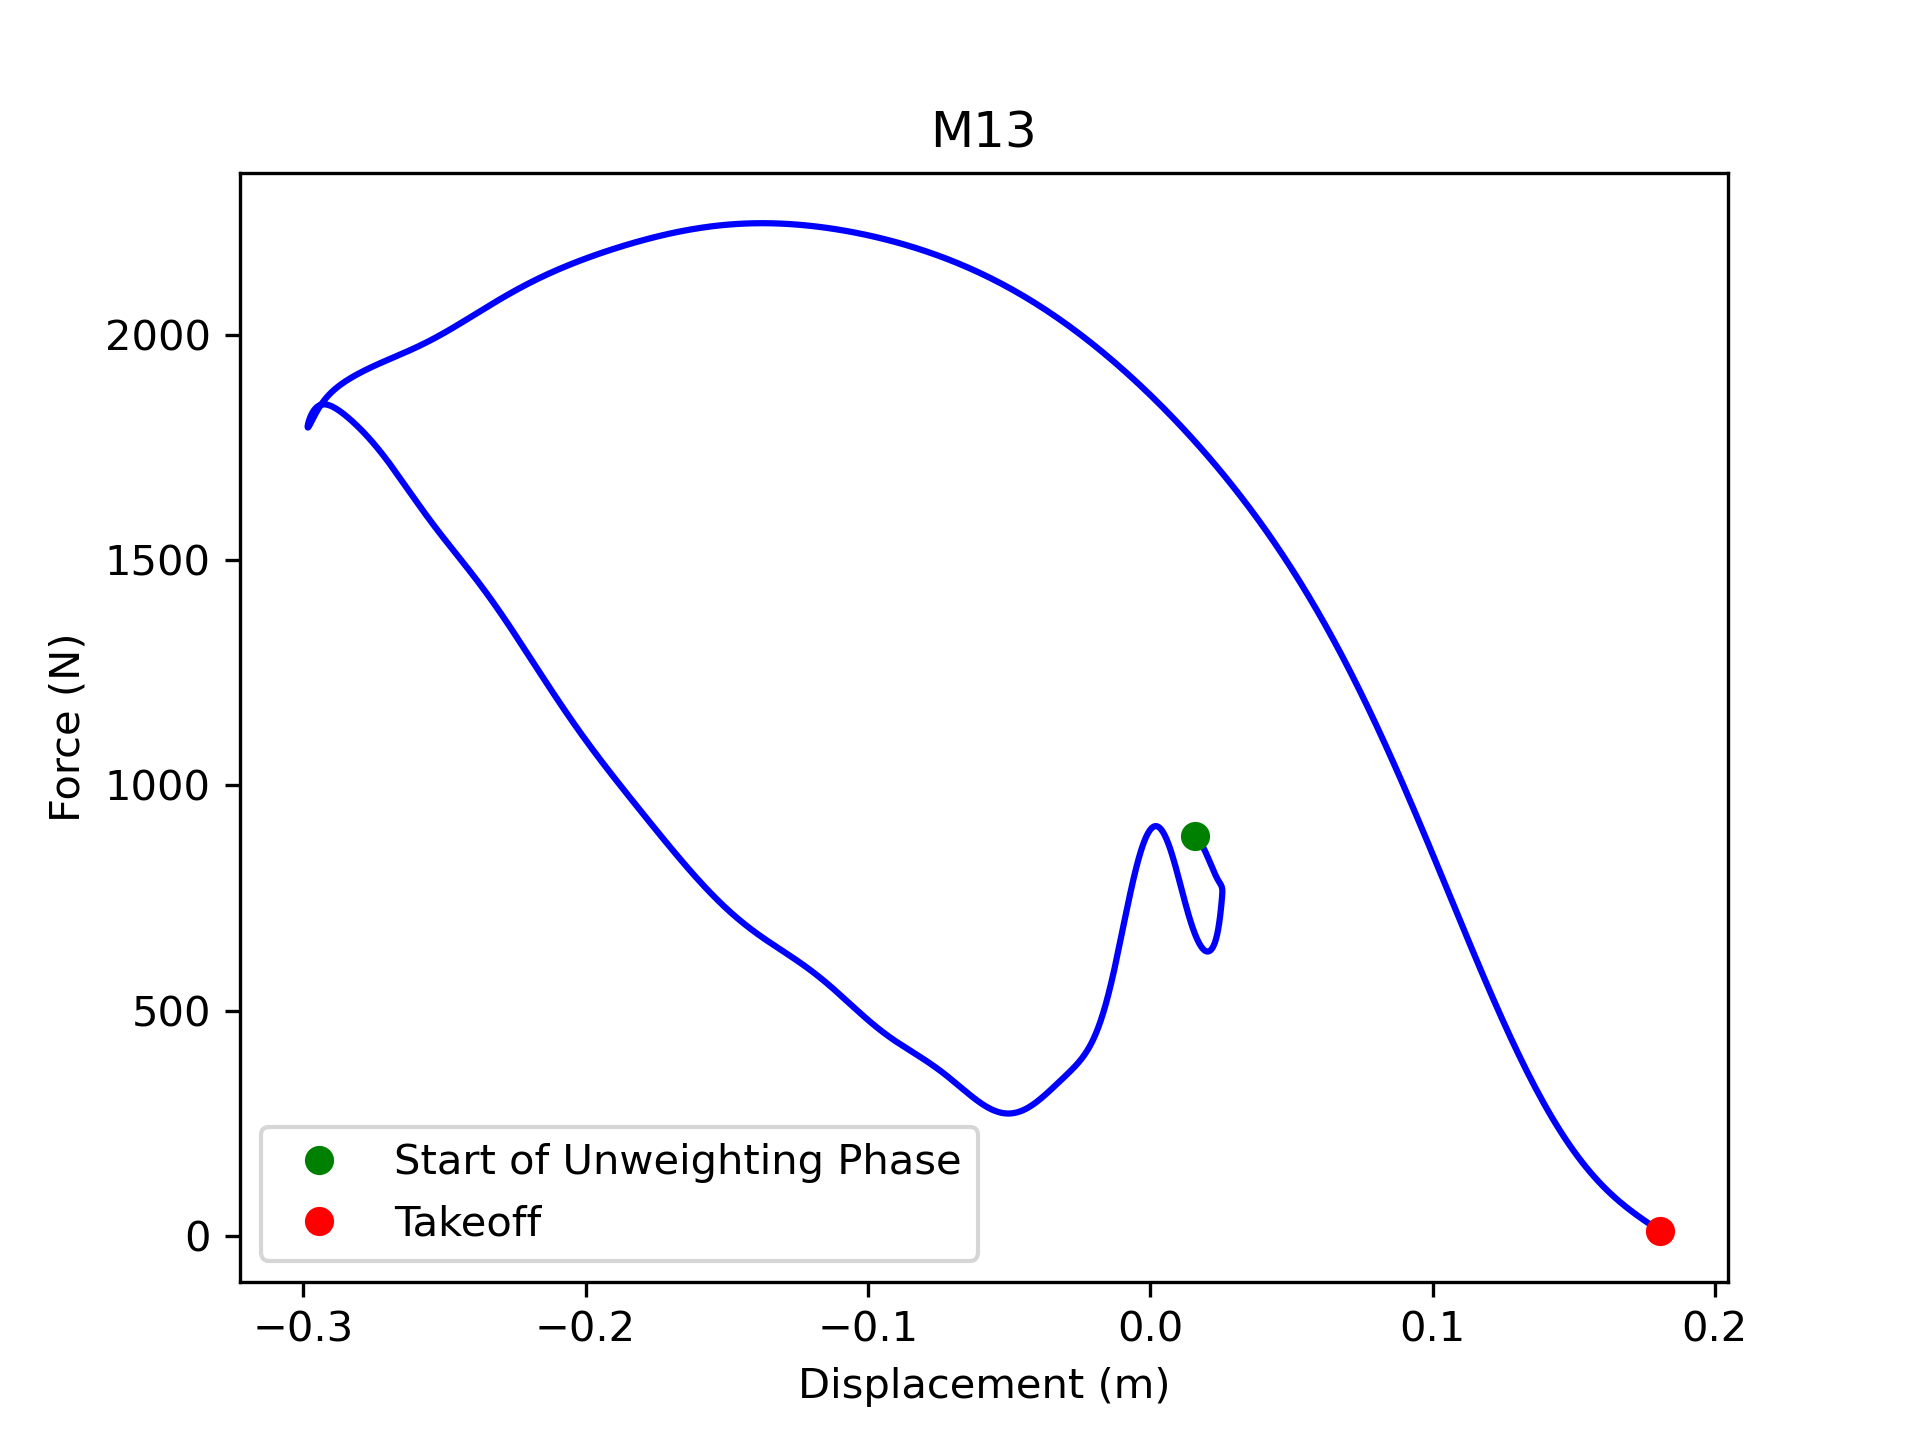 M13
Force (N)
2000
1500
1000
500
0
Start of Unweighting Phase
Takeoff
−0.3 −0.2 −0.1 0.0 0.1 0.2
Displacement (m)